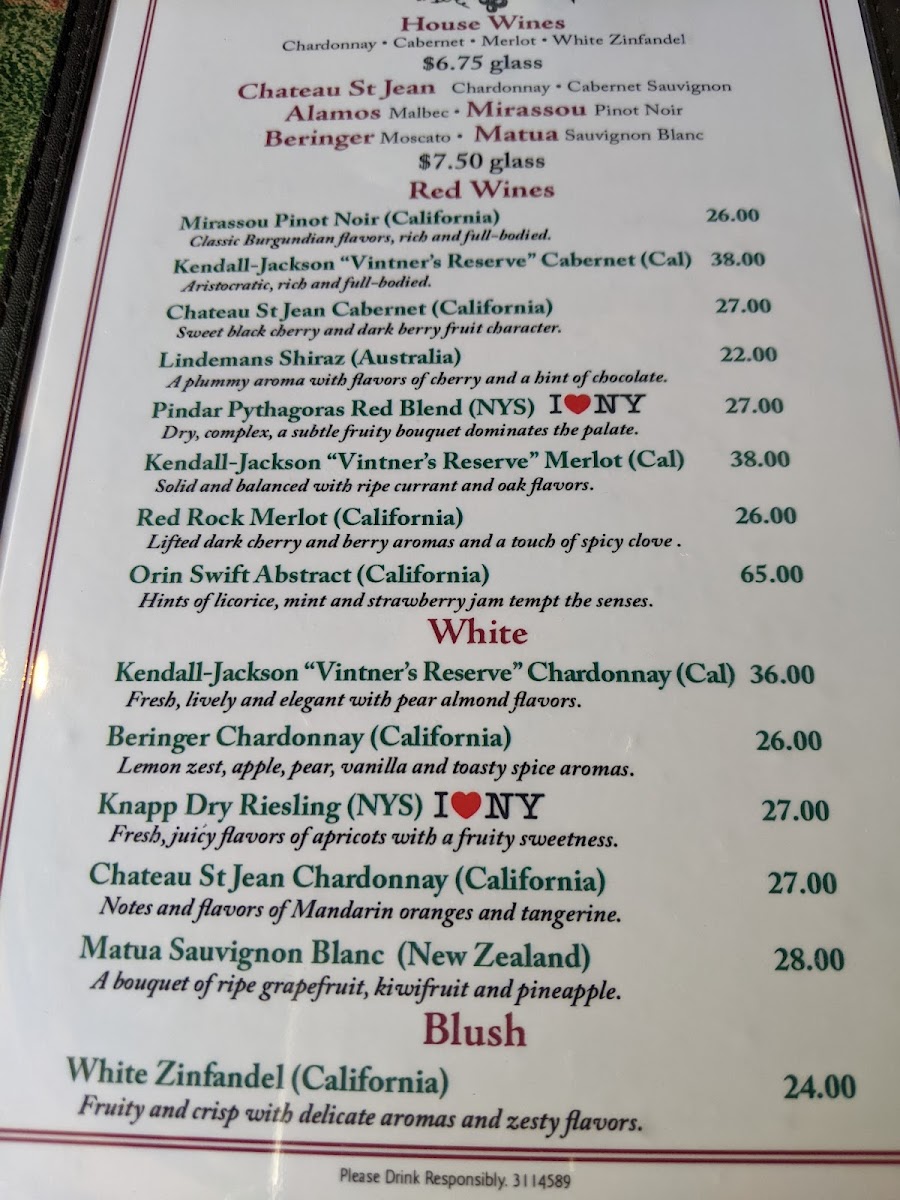 House Wines
Chardonnay • Cabernet • Merlot • White Zinfandel
$6.75 glass
Chateau St Jean Chardonnay • Cabernet Sauvignon
Alamos Malbec • Mirassou Pinot Noir
Beringer Moscato • Matua Sauvignon Blanc
$7.50 glass
Red Wines
Mirassou Pinot Noir (California) 26.00
Classic Burgundian flavors, rich and full-bodied.
Kendall-Jackson “Vintner’s Reserve” Cabernet (Cal) 38.00
Aristocratic, rich and full-bodied.
Chateau St Jean Cabernet (California) 27.00
Sweet black cherry and dark berry fruit character.
Lindemans Shiraz (Australia) 22.00
A plummy aroma with flavors of cherry and a hint of chocolate.
Pindar Pythagoras Red Blend (NYS) I❤NY 27.00
Dry, complex, a subtle fruity bouquet dominates the palate.
Kendall-Jackson “Vintner’s Reserve” Merlot (Cal) 38.00
Solid and balanced with ripe currant and oak flavors.
Red Rock Merlot (California) 26.00
Lifted dark cherry and berry aromas and a touch of spicy clove .
Orin Swift Abstract (California) 65.00
Hints of licorice, mint and strawberry jam tempt the senses.
White
Kendall-Jackson “Vintner’s Reserve” Chardonnay (Cal) 36.00
Fresh, lively and elegant with pear almond flavors.
Beringer Chardonnay (California) 26.00
Lemon zest, apple, pear, vanilla and toasty spice aromas.
Knapp Dry Riesling (NYS) I❤NY 27.00
Fresh, juicy flavors of apricots with a fruity sweetness.
Chateau St Jean Chardonnay (California) 27.00
Notes and flavors of Mandarin oranges and tangerine.
Matua Sauvignon Blanc (New Zealand) 28.00
A bouquet of ripe grapefruit, kiwifruit and pineapple.
Blush
White Zinfandel (California) 24.00
Fruity and crisp with delicate aromas and zesty flavors.
Please Drink Responsibly. 3114589